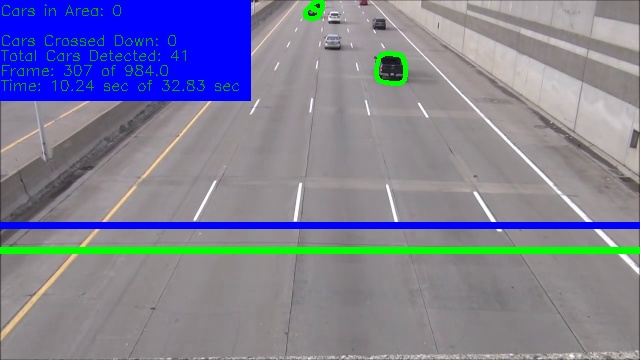 Cars in Area: 0
Cars Crossed Down: 0
Total Cars Detected: 41
Frame: 307 of 984.0
Time: 10.24 sec of 32.83 sec